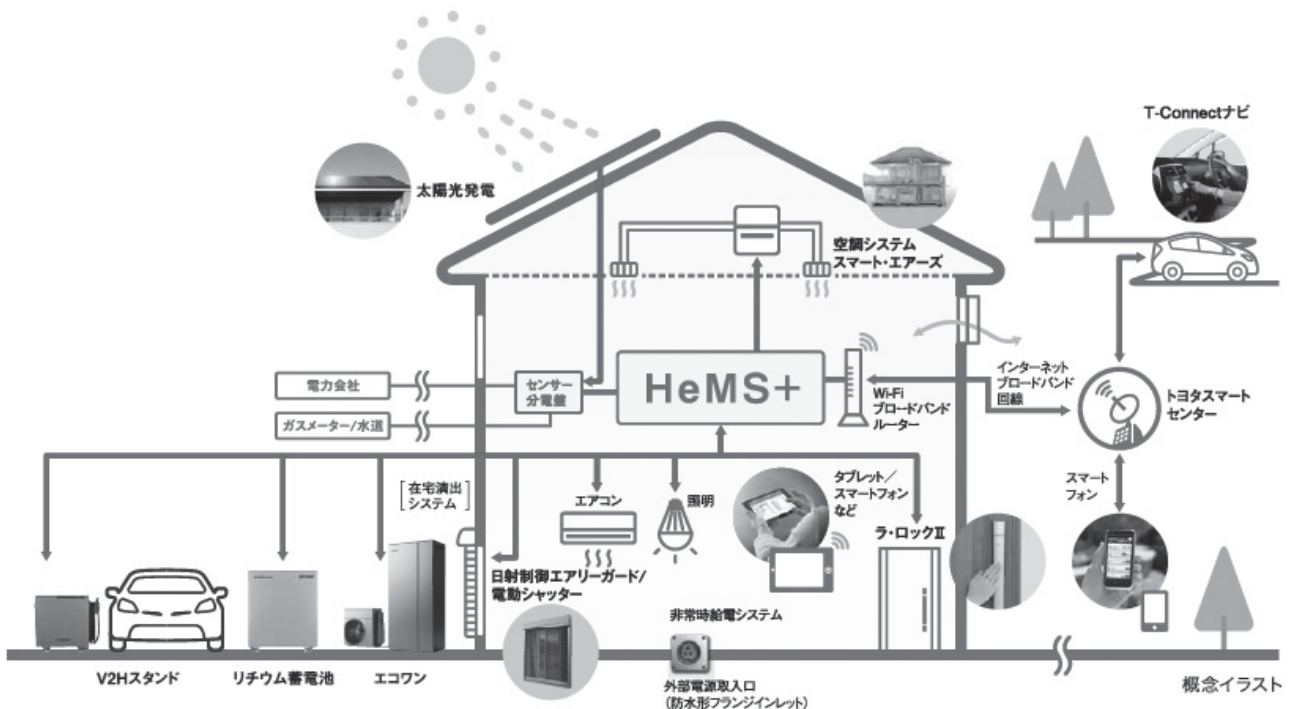 T-Connectナビ
太陽光発電
空調システム
スマート・エアーズ
電力会社
センサー
分電盤
HeMS+
ガスメーター/水道
Wi-Fi
ブロードバンド
ルーター
インターネット
ブロードバンド
回線
トヨタスマート
センター
[在宅演出
システム]
エアコン
照明
タブレット/
スマートフォン
など
ラ・ロックⅡ
スマート
フォン
日射制御エアリーガード/
電動シャッター
非常時給電システム
V2Hスタンド
リチウム蓄電池
エコワン
外部電源取入口
(防水形フランジインレット)
概念イラスト